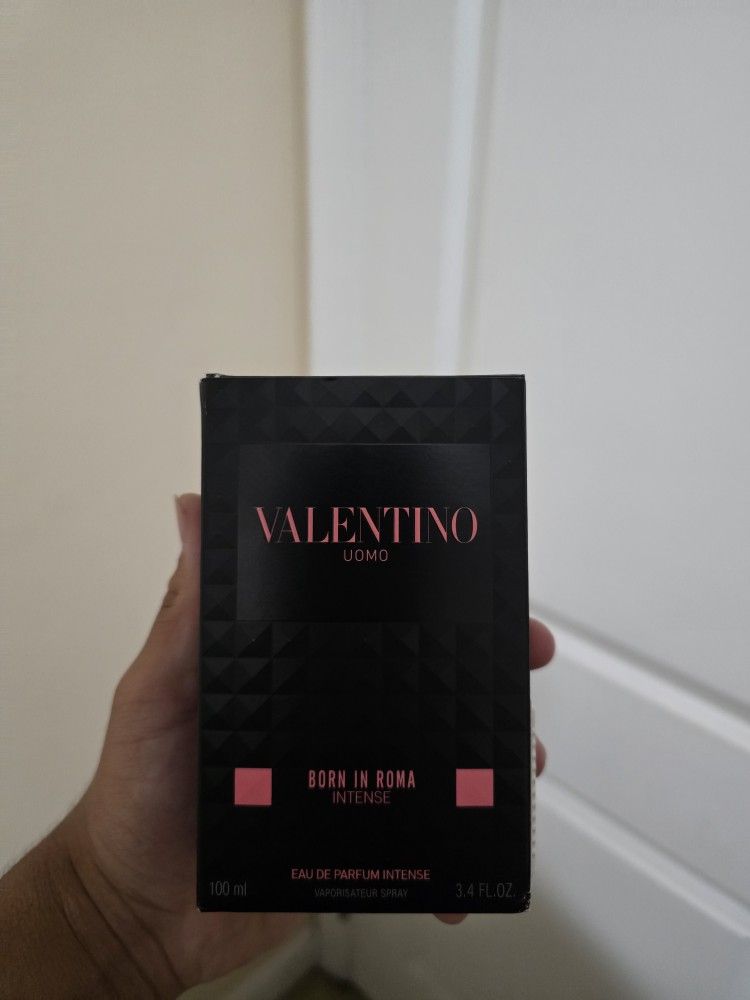 VALENTINO
UOMO
BORN IN ROMA
INTENSE
EAU DE PARFUM INTENSE
100 ml VAPORISATEUR SPRAY 3.4 FL.OZ.